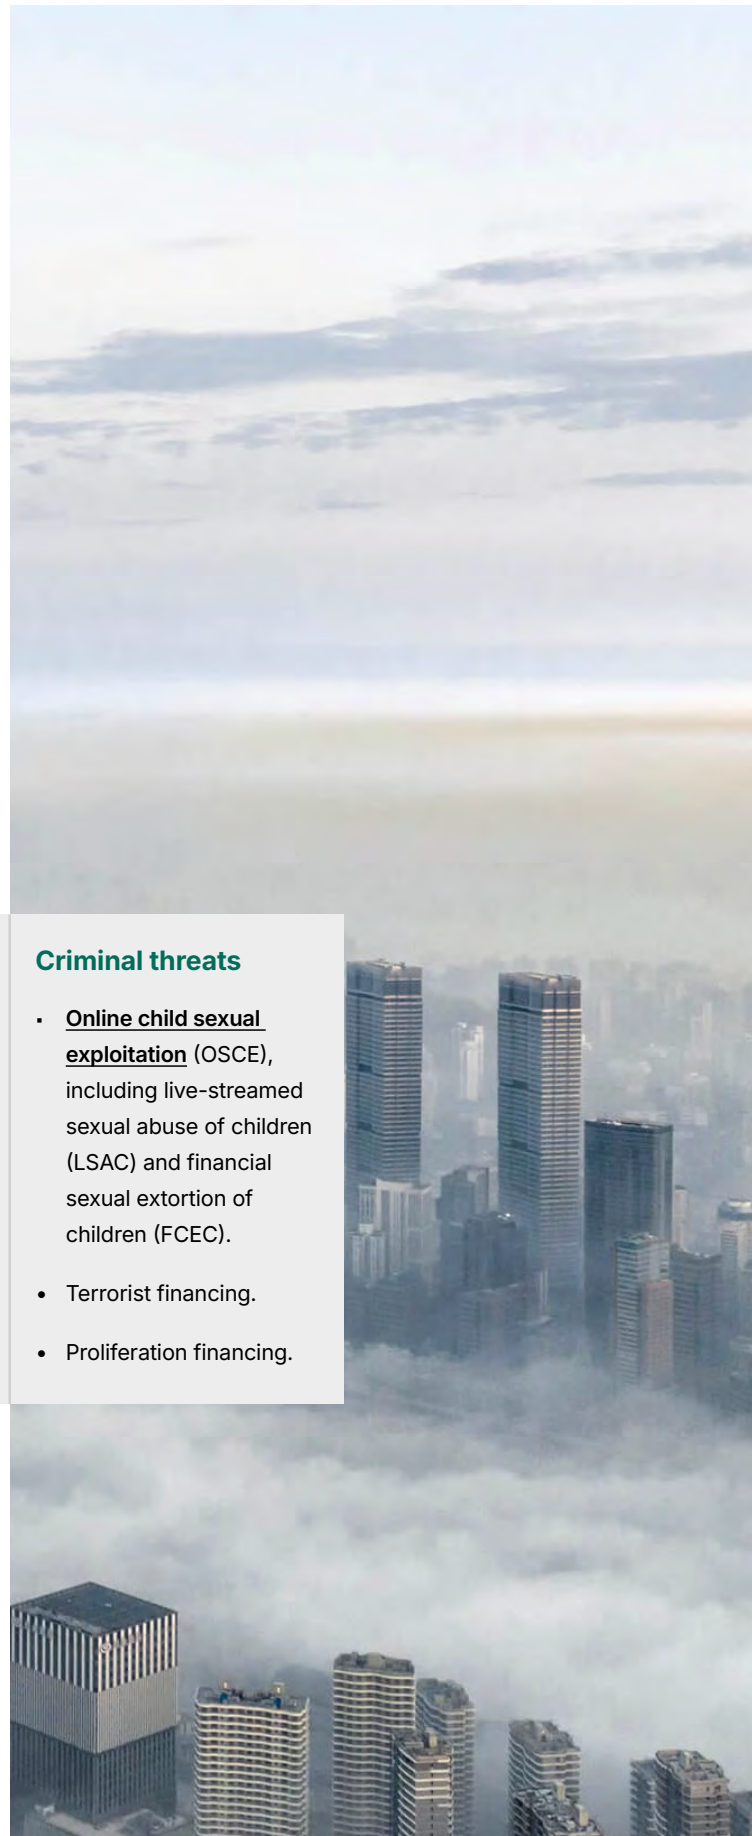 Criminal threats
▪ Online child sexual
exploitation (OSCE),
including live-streamed
sexual abuse of children
(LSAC) and financial
sexual extortion of
children (FCEC).
• Terrorist financing.
• Proliferation financing.